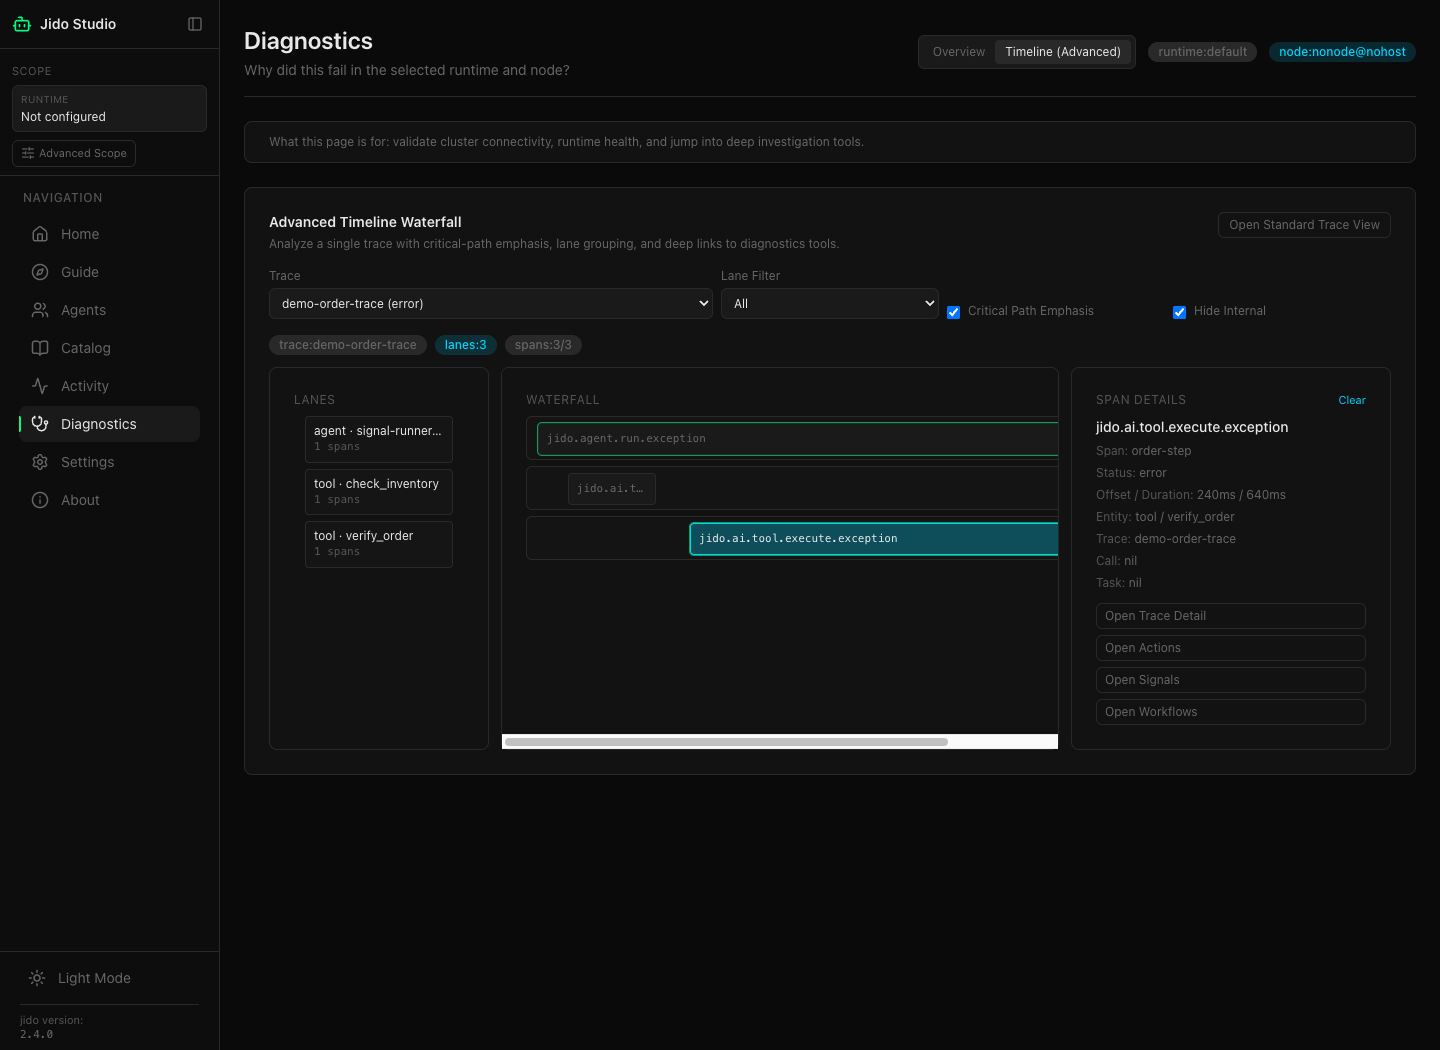 Jido Studio
SCOPE
RUNTIME
Not configured
Advanced Scope
NAVIGATION
Home
Guide
Agents
Catalog
Activity
Diagnostics
Settings
About
Light Mode
jido version:
2.4.0
Diagnostics
Why did this fail in the selected runtime and node?
Overview
Timeline (Advanced)
runtime:default
node:nonode@nohost
What this page is for: validate cluster connectivity, runtime health, and jump into deep investigation tools.
Advanced Timeline Waterfall
Analyze a single trace with critical-path emphasis, lane grouping, and deep links to diagnostics tools.
Open Standard Trace View
Trace
demo-order-trace (error)
Lane Filter
All
Critical Path Emphasis
Hide Internal
trace:demo-order-trace
lanes:3
spans:3/3
LANES
agent · signal-runner...
1 spans
tool · check_inventory
1 spans
tool · verify_order
1 spans
WATERFALL
jido.agent.run.exception
jido.ai.t…
jido.ai.tool.execute.exception
SPAN DETAILS
Clear
jido.ai.tool.execute.exception
Span: order-step
Status: error
Offset / Duration: 240ms / 640ms
Entity: tool / verify_order
Trace: demo-order-trace
Call: nil
Task: nil
Open Trace Detail
Open Actions
Open Signals
Open Workflows